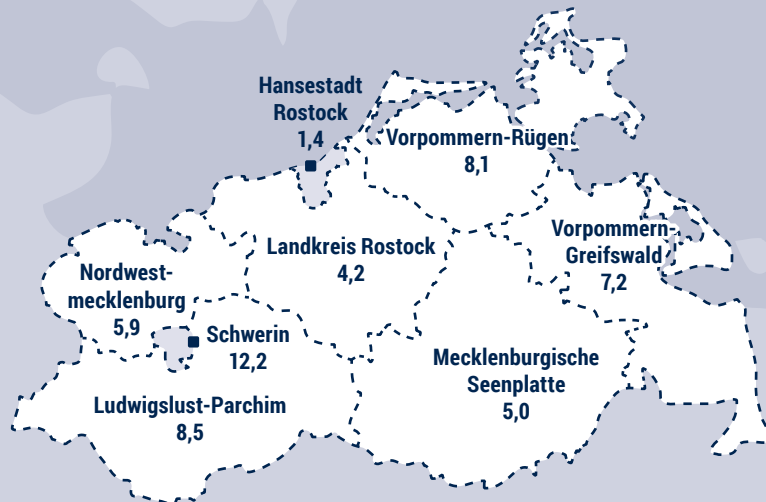 Hansestadt
Rostock
1,4
Vorpommern-Rügen
8,1
Landkreis Rostock
4,2
Vorpommern-
Greifswald
7,2
Nordwest-
mecklenburg
5,9
Schwerin
12,2
Mecklenburgische
Seenplatte
5,0
Ludwigslust-Parchim
8,5